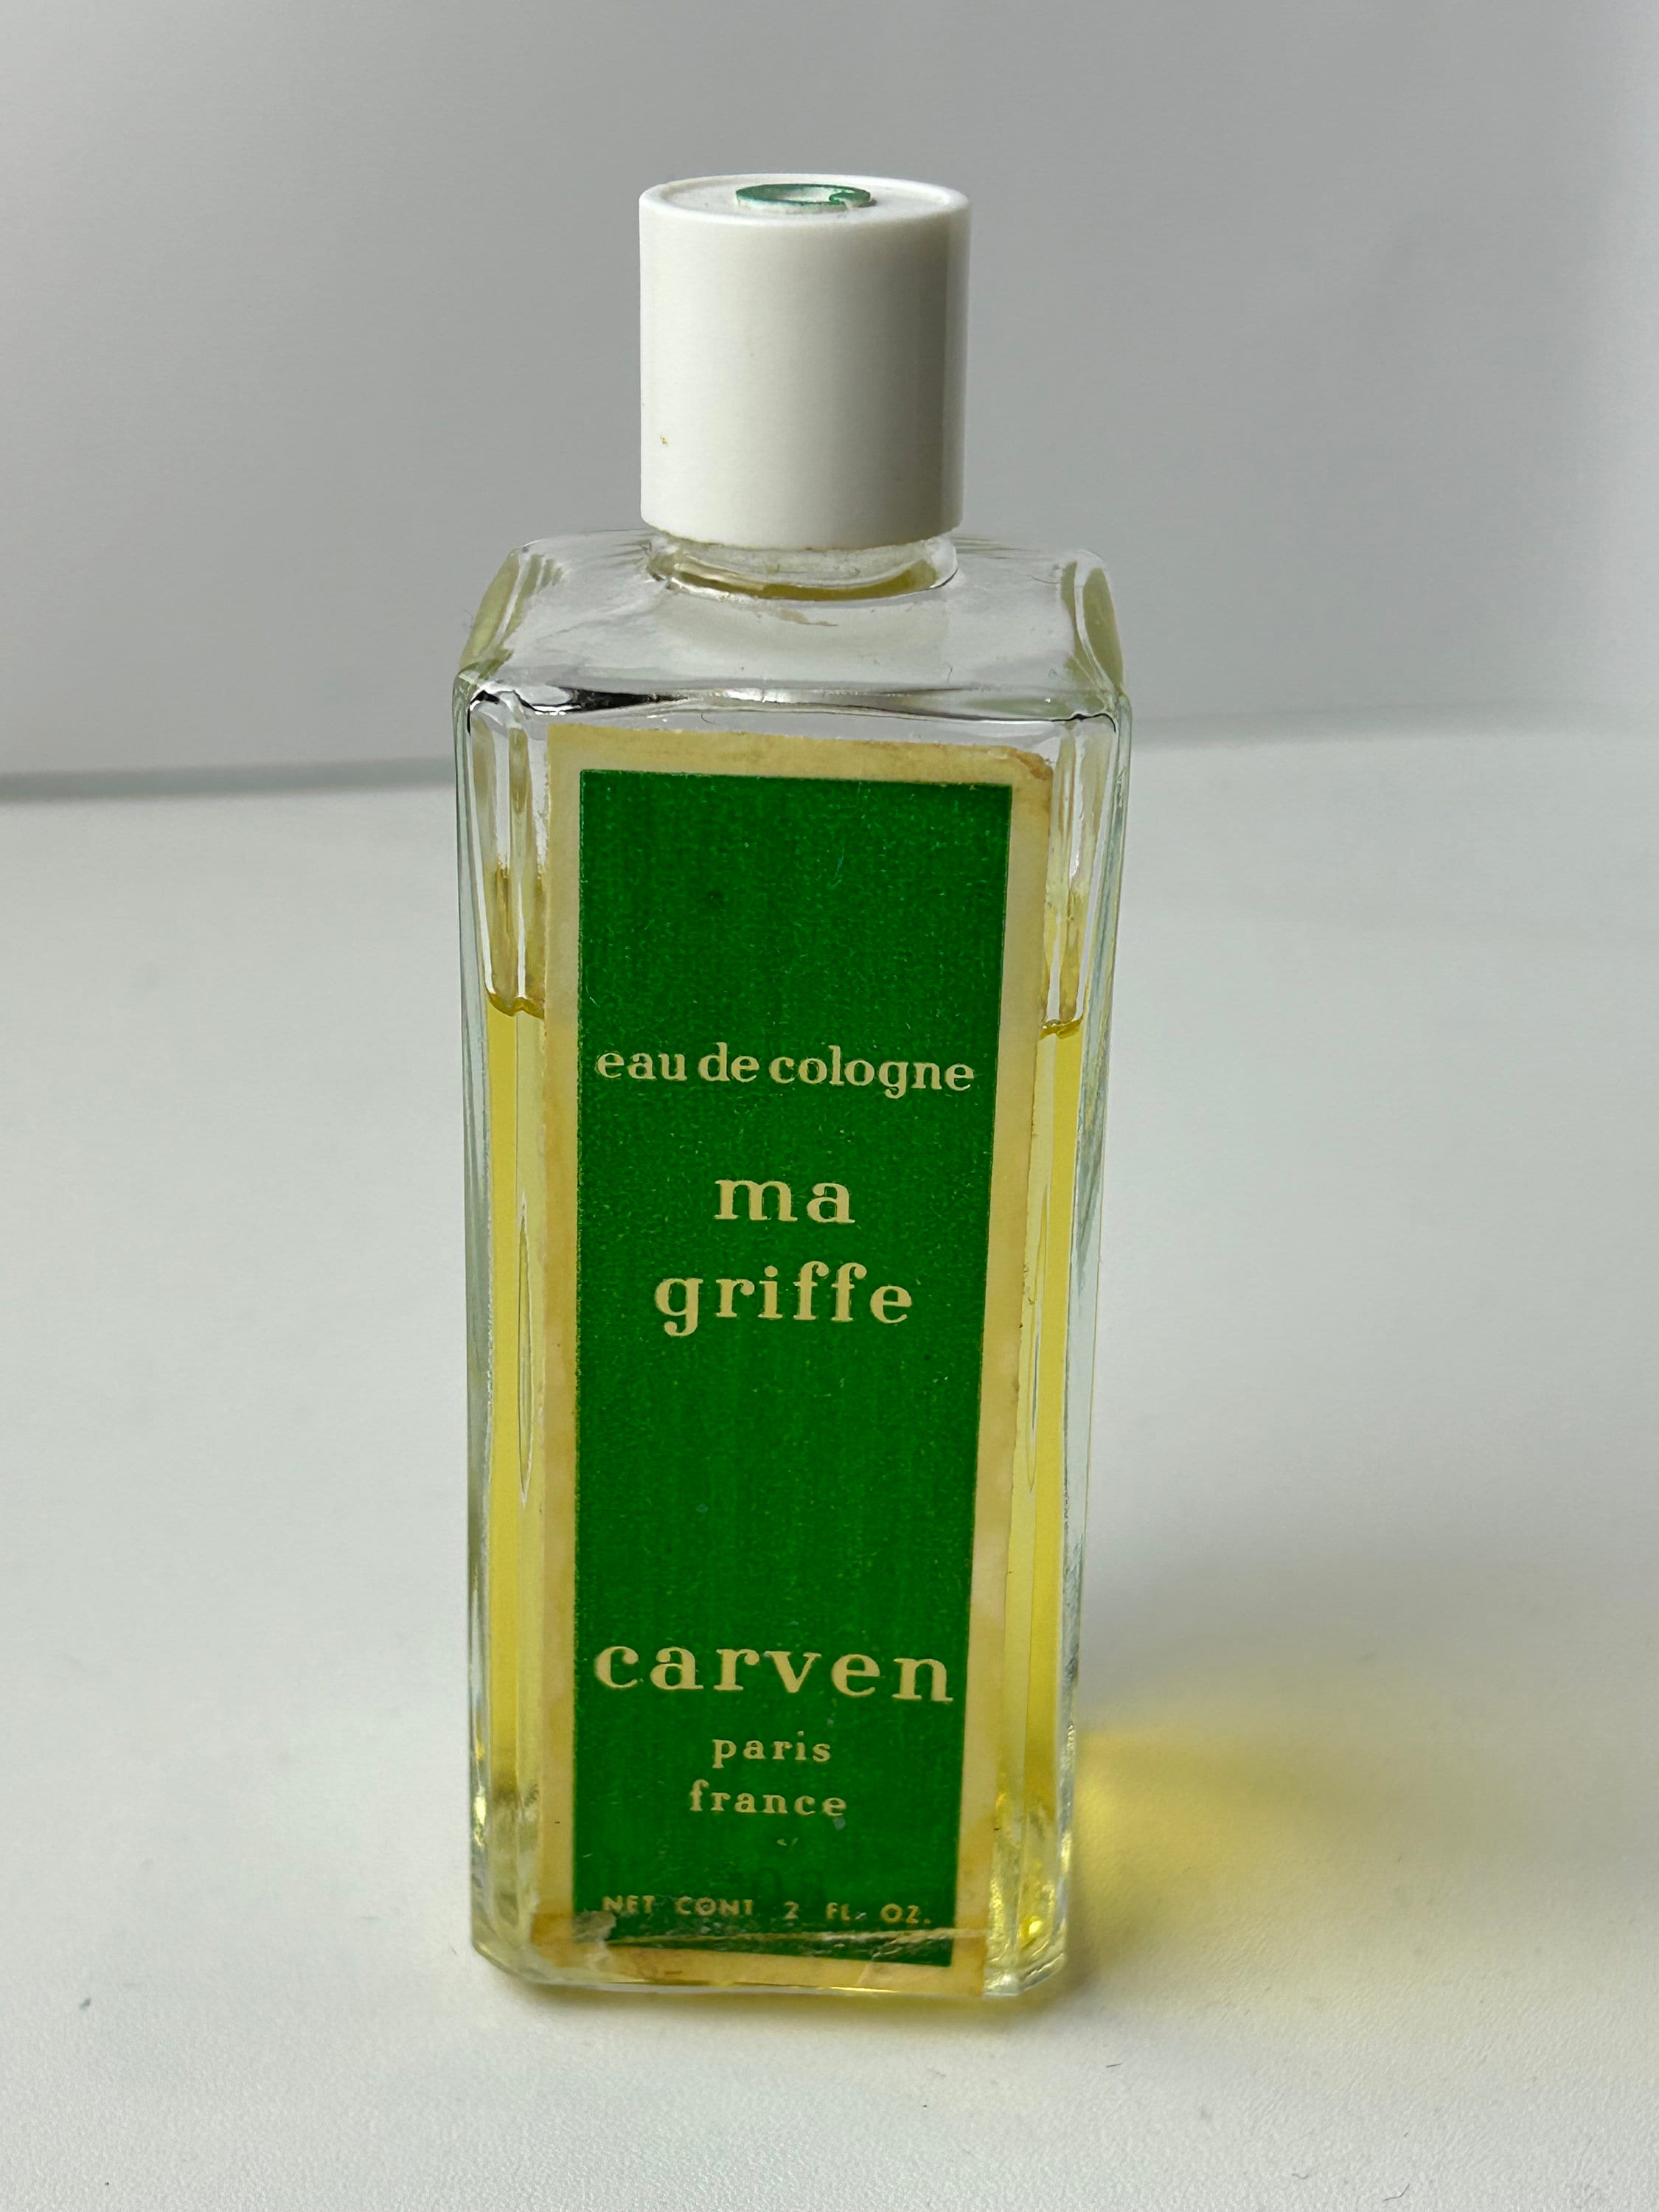 eau de cologne
ma
griffe
carven
paris
france
NET CONT 2 FL. OZ.